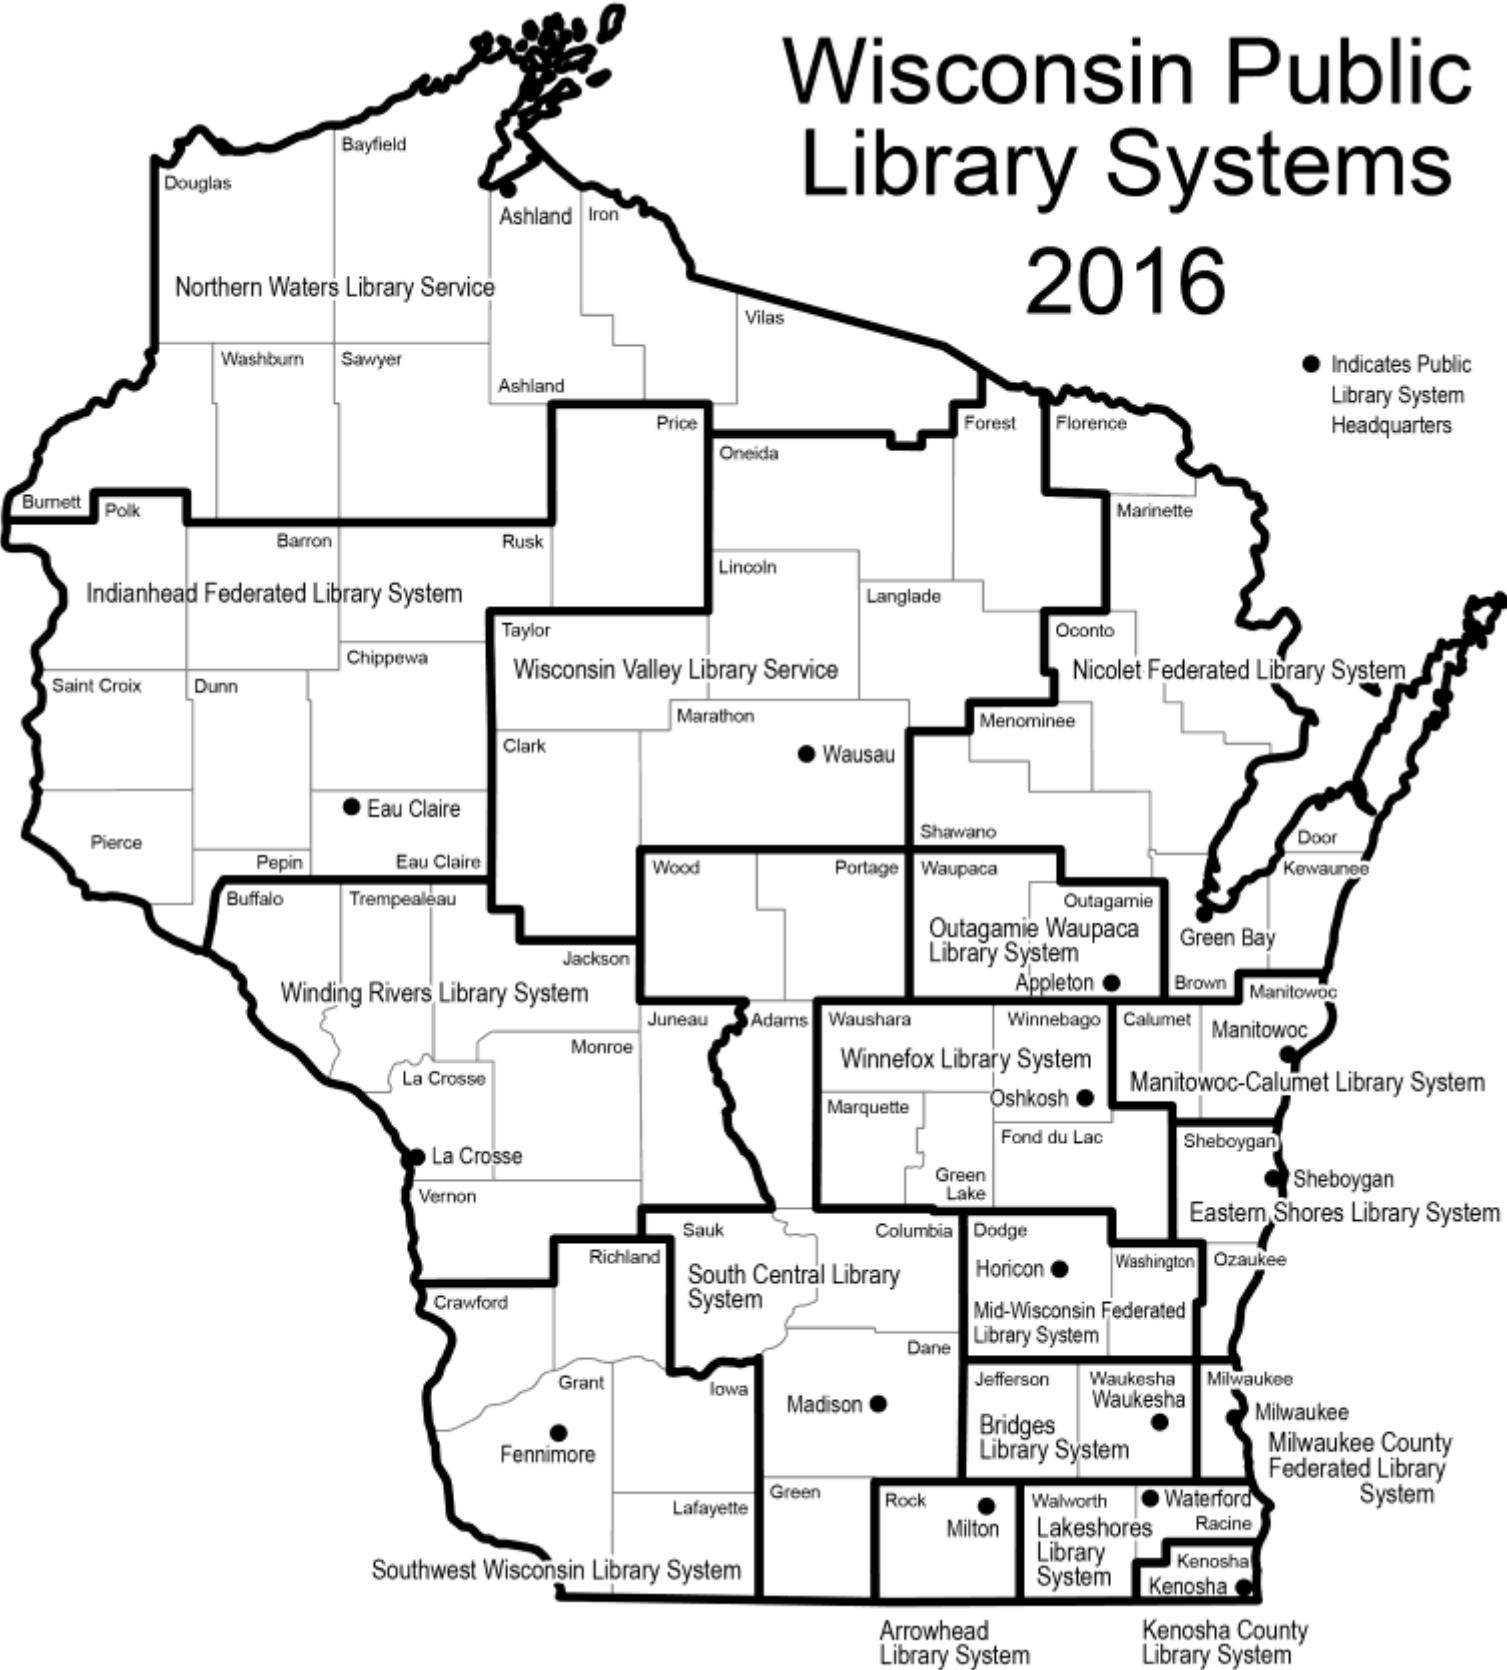 Wisconsin Public
Library Systems
2016
Indicates Public
Library System
Headquarters
Bayfield
Douglas
Ashland
Iron
Northern Waters Library Service
Vilas
Washburn
Sawyer
Ashland
Price
Forest
Florence
Oneida
Burnett
Polk
Marinette
Barron
Rusk
Lincoln
Indianhead Federated Library System
Langlade
Taylor
Oconto
Chippewa
Wisconsin Valley Library Service
Nicolet Federated Library System
Saint Croix
Dunn
Marathon
Menominee
Clark
Wausau
Eau Claire
Shawano
Door
Pierce
Pepin
Eau Claire
Wood
Portage
Waupaca
Kewaunee
Buffalo
Trempealeau
Outagamie
Outagamie Waupaca
Library System
Green Bay
Jackson
Appleton
Brown
Manitowoc
Winding Rivers Library System
Juneau
Adams
Waushara
Winnebago
Calumet
Manitowoc
Monroe
Winnefox Library System
La Crosse
Manitowoc-Calumet Library System
Marquette
Oshkosh
Fond du Lac
Sheboygan
La Crosse
Green
Lake
Sheboygan
Vernon
Eastern Shores Library System
Sauk
Columbia
Dodge
Richland
Washington
Ozaukee
South Central Library
System
Horicon
Crawford
Mid-Wisconsin Federated
Library System
Dane
Grant
Iowa
Jefferson
Waukesha
Milwaukee
Madison
Waukesha
Milwaukee
Bridges
Library System
Milwaukee County
Federated Library
System
Fennimore
Green
Rock
Walworth
Waterford
Lafayette
Milton
Racine
Lakeshores
Library
System
Southwest Wisconsin Library System
Kenosha
Kenosha
Arrowhead
Library System
Kenosha County
Library System